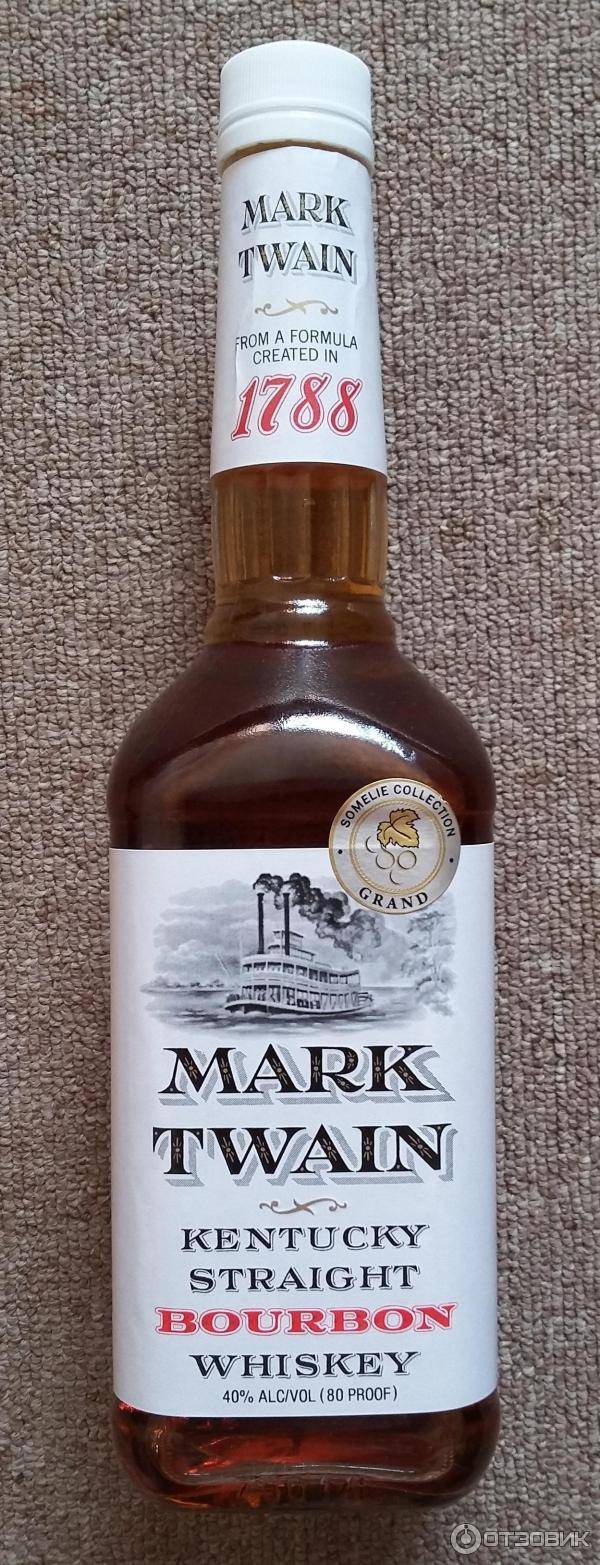 MARK
TWAIN
FROM A FORMULA
CREATED IN
1788
SOMELIE COLLECTION
GRAND
MARK
TWAIN
KENTUCKY
STRAIGHT
BOURBON
WHISKEY
40% ALC/VOL (80 PROOF)
ОТЗОВИК